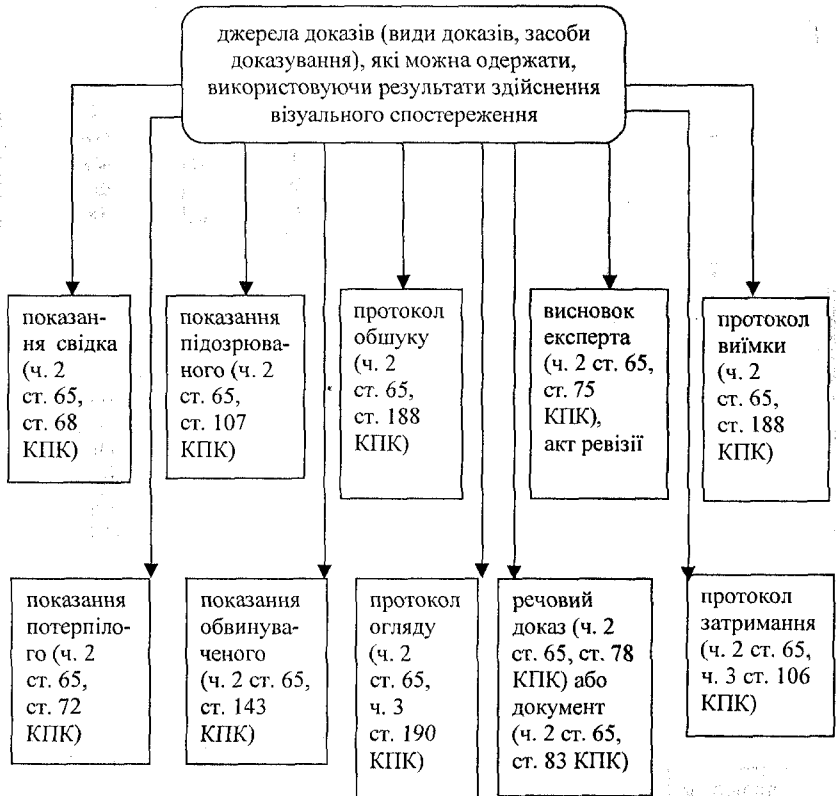 джерела доказів (види доказів, засоби
доказування), які можна одержати,
використовуючи результати здійснення
візуального спостереження
показан-
ня свідка
(ч. 2
ст. 65,
ст. 68
КПК)
показання
підозрюва-
ного (ч. 2
ст. 65,
ст. 107
КПК)
протокол
обшуку
(ч. 2
ст. 65,
ст. 188
КПК)
висновок
експерта
(ч. 2 ст. 65,
ст. 75
КПК),
акт ревізії
протокол
виїмки
(ч. 2
ст. 65,
ст. 188
КПК)
показання
потерпіло-
го (ч. 2
ст. 65,
ст. 72
КПК)
показання
обвинува-
ченого
(ч. 2 ст. 65,
ст. 143
КПК)
протокол
огляду
(ч. 2
ст. 65,
ч. 3
ст. 190
КПК)
речовий
доказ (ч. 2
ст. 65, ст. 78
КПК) або
документ
(ч. 2 ст. 65,
ст. 83 КПК)
протокол
затримання
(ч. 2 ст. 65,
ч. 3 ст. 106
КПК)